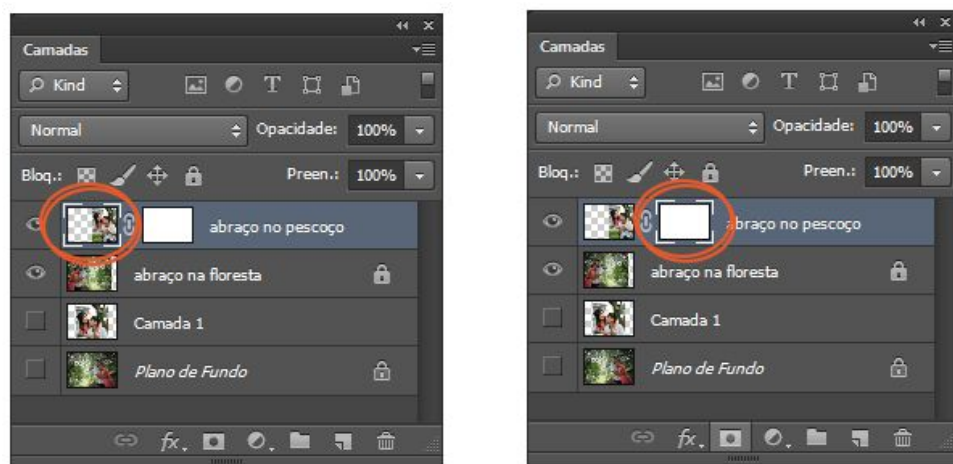 Camadas
Kind
Normal Opacidade: 100%
Bloq.: Preen.: 100%
abraço no pescoço
abraço na floresta
Camada 1
Plano de Fundo
fx.
Camadas
Kind
Normal Opacidade: 100%
Bloq.: Preen.: 100%
abraço no pescoço
abraço na floresta
Camada 1
Plano de Fundo
fx.